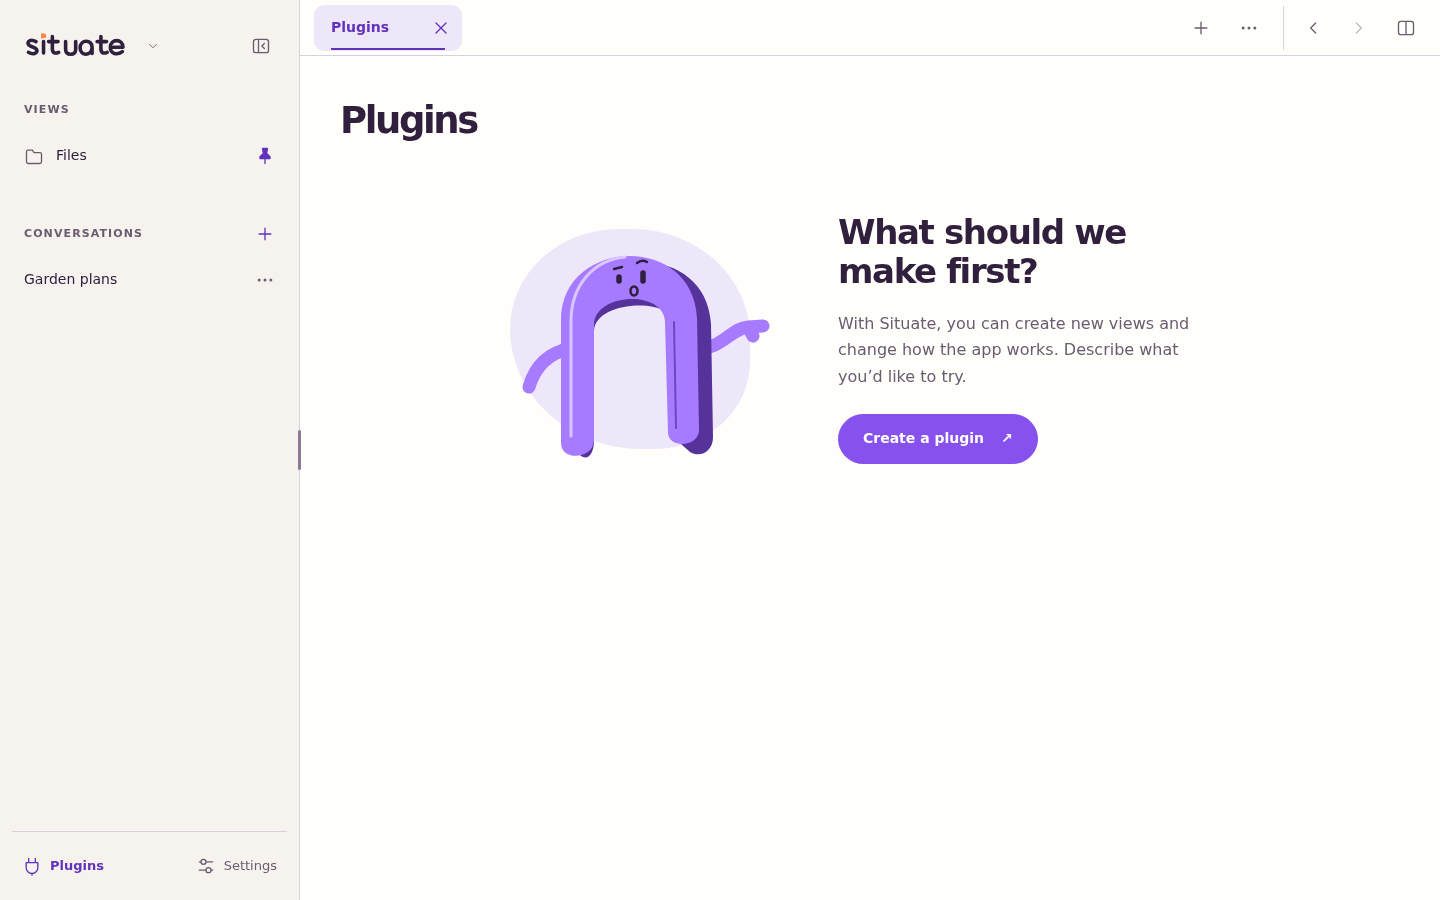 situate
VIEWS
Files
CONVERSATIONS
Garden plans
Plugins
Settings
Plugins
Plugins
What should we
make first?
With Situate, you can create new views and
change how the app works. Describe what
you’d like to try.
Create a plugin ↗